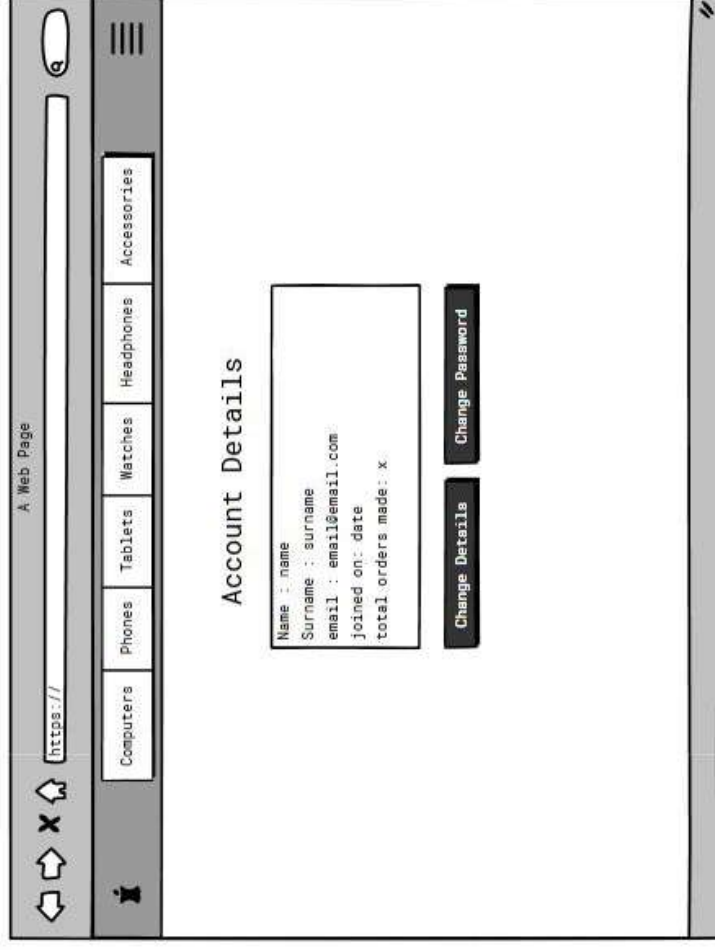 A Web Page
https://
Computers Phones Tablets Watches Headphones Accessories
Account Details
Name : name
Surname : surname
email : email@email.com
joined on: date
total orders made: x
Change Details Change Password